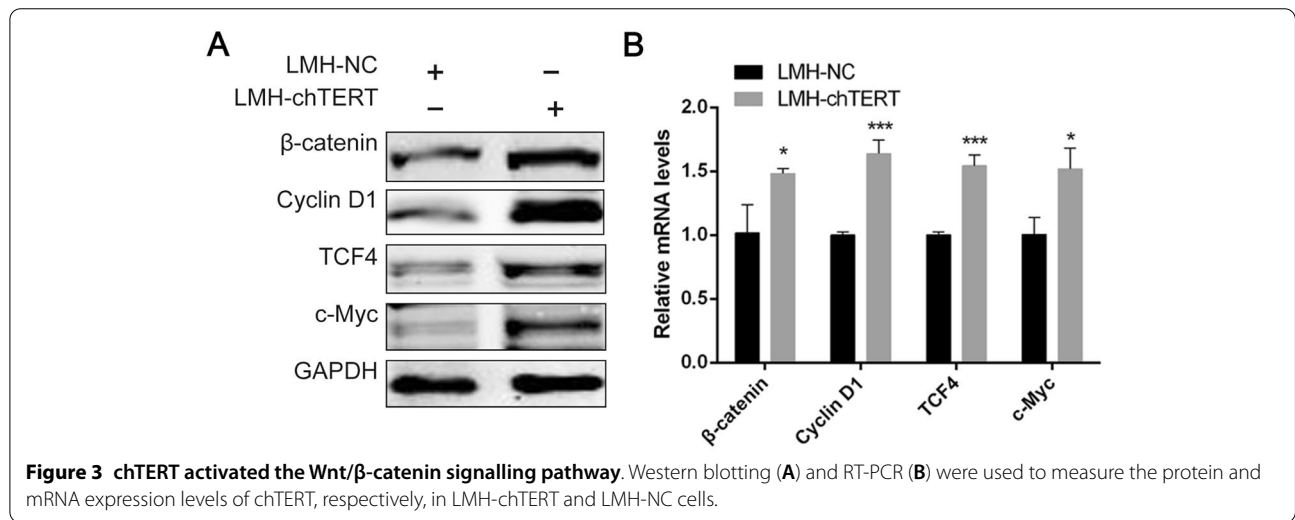 A
LMH-NC + −
LMH-chTERT − +
β-catenin
Cyclin D1
TCF4
c-Myc
GAPDH
B
LMH-NC
LMH-chTERT
Relative mRNA levels
2.0
1.5
1.0
0.5
0.0
* *** *** *
β-catenin
Cyclin D1
TCF4
c-Myc
Figure 3 chTERT activated the Wnt/β-catenin signalling pathway. Western blotting (A) and RT-PCR (B) were used to measure the protein and
mRNA expression levels of chTERT, respectively, in LMH-chTERT and LMH-NC cells.